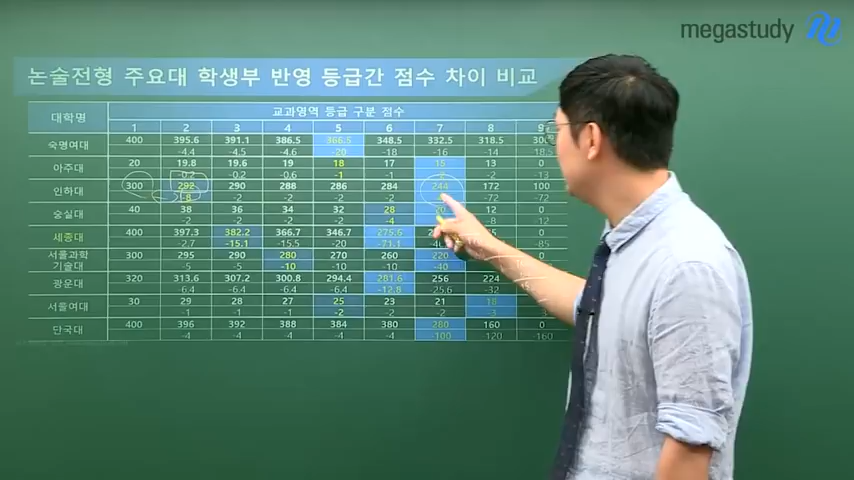 megastudy
논술전형 주요대 학생부 반영 등급간 점수 차이 비교
대학명 교과영역 등급 구분 점수
1 2 3 4 5 6 7 8 9
숙명여대 400 395.6 391.1 386.5 366.5 348.5 332.5 318.5
-4.4 -4.5 -4.6 -20 -18 -16 -14 18.5
아주대 20 19.8 19.6 19 18 17 15 13 0
-0.2 -0.2 -0.6 -1 -1 -2 -13
인하대 300 292 290 288 286 284 244 172 100
-8 -2 -2 -2 -2 -72 -72
숭실대 40 38 36 34 32 28 20 12 0
-2 -2 -2 -2 -4 -8 12
세종대 400 397.3 382.2 366.7 346.7 275.6 0
-2.7 -15.1 -15.5 -20 -71.1 -85
서울과학기술대 300 295 290 280 270 260 220 0
-5 -5 -10 -10 -10 -40
광운대 320 313.6 307.2 300.8 294.4 281.6 256 224 0
-6.4 -6.4 -6.4 -6.4 -12.8 -25.6
서울여대 30 29 28 27 25 23 21 18
-1 -1 -1 -2 -2 -2 -3
단국대 400 396 392 388 384 380 280 160 0
-4 -4 -4 -4 -4 -100 -120 -160